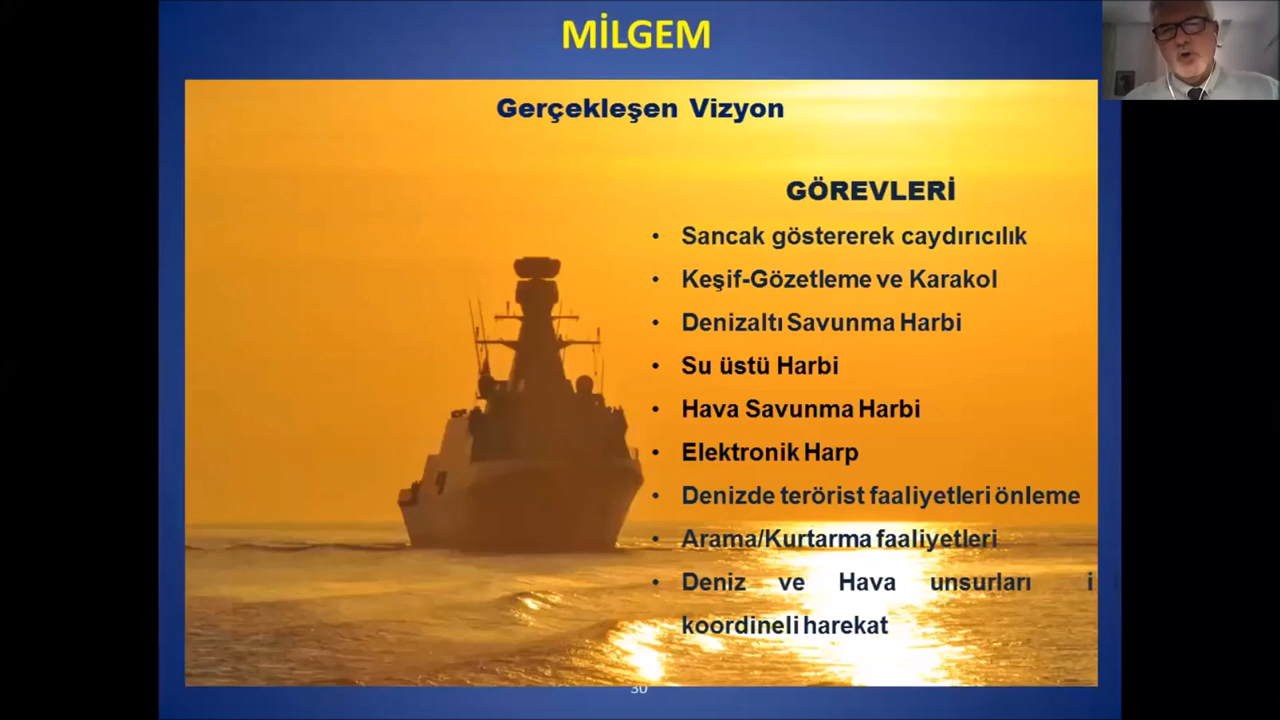 MİLGEM
Gerçekleşen Vizyon
GÖREVLERİ
• Sancak göstererek caydırıcılık
• Keşif-Gözetleme ve Karakol
• Denizaltı Savunma Harbi
• Su üstü Harbi
• Hava Savunma Harbi
• Elektronik Harp
• Denizde terörist faaliyetleri önleme
• Arama/Kurtarma faaliyetleri
• Deniz ve Hava unsurları i
koordineli harekat
30